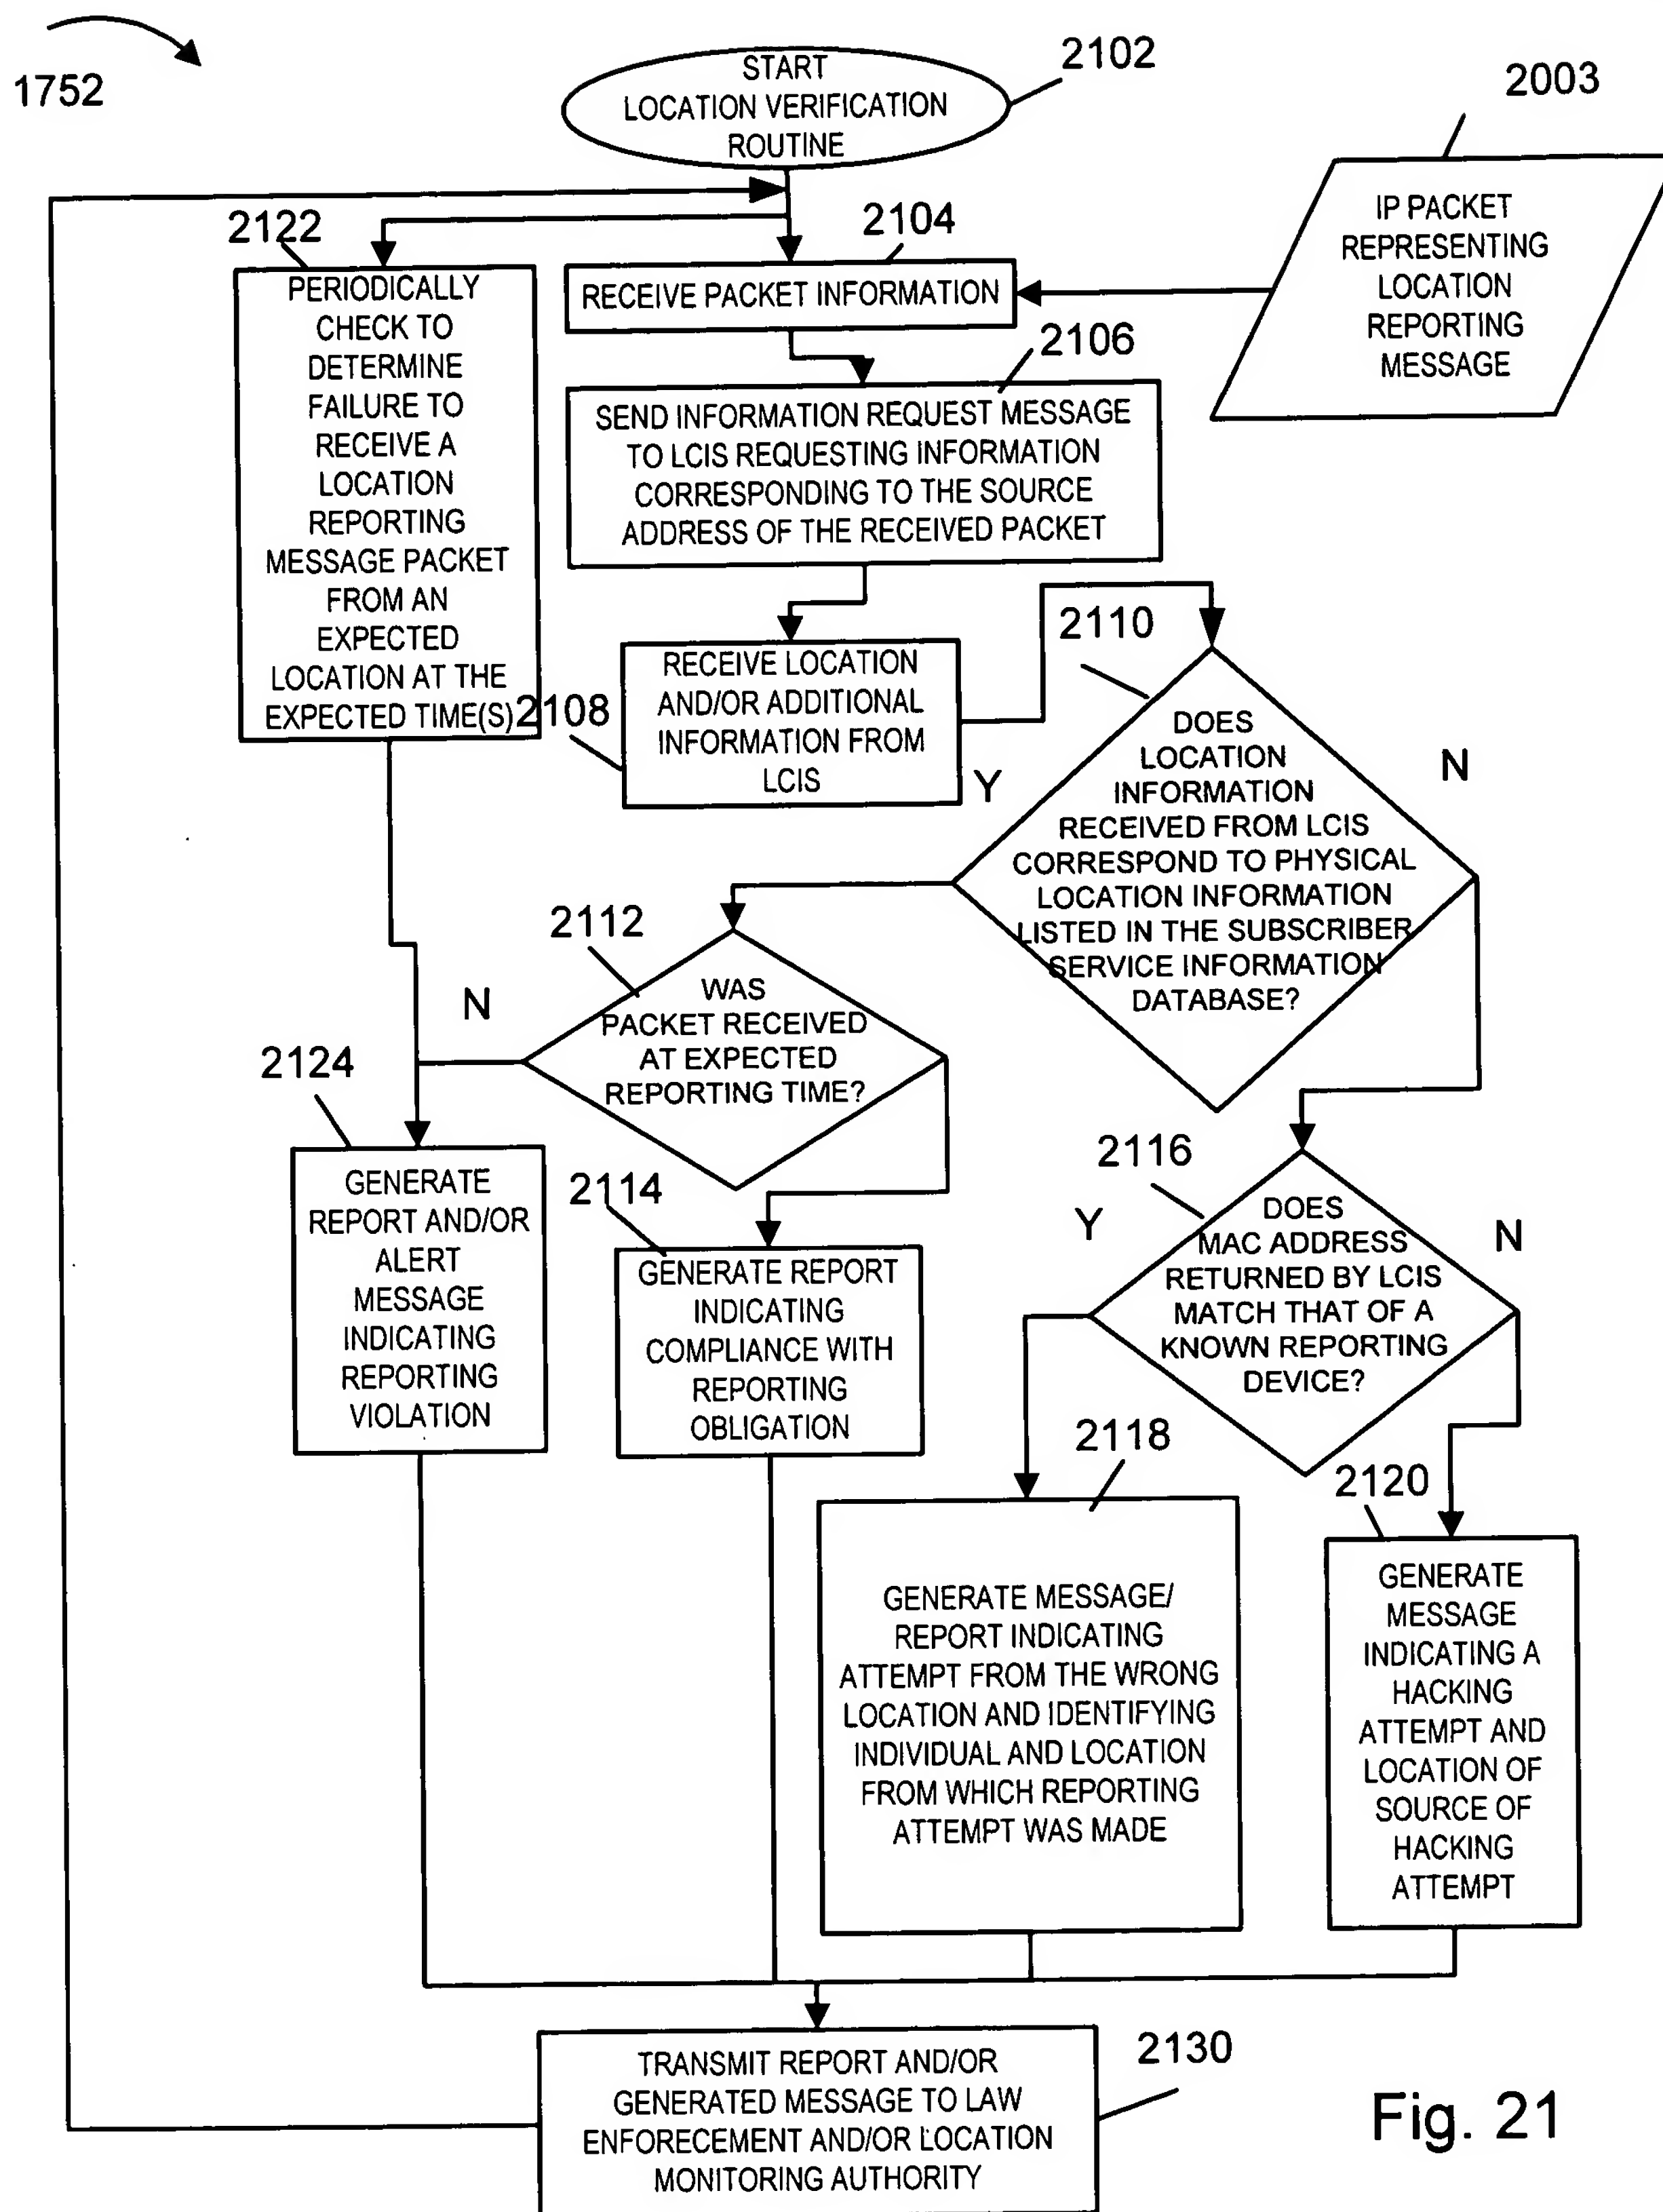 1752
START
LOCATION VERIFICATION
ROUTINE
2102
2003
IP PACKET
REPRESENTING
LOCATION
REPORTING
MESSAGE
2122
PERIODICALLY
CHECK TO
DETERMINE
FAILURE TO
RECEIVE A
LOCATION
REPORTING
MESSAGE PACKET
FROM AN
EXPECTED
LOCATION AT THE
EXPECTED TIME(S)
2104
RECEIVE PACKET INFORMATION
2106
SEND INFORMATION REQUEST MESSAGE
TO LCIS REQUESTING INFORMATION
CORRESPONDING TO THE SOURCE
ADDRESS OF THE RECEIVED PACKET
2108
RECEIVE LOCATION
AND/OR ADDITIONAL
INFORMATION FROM
LCIS
2110
Y
N
DOES
LOCATION
INFORMATION
RECEIVED FROM LCIS
CORRESPOND TO PHYSICAL
LOCATION INFORMATION
LISTED IN THE SUBSCRIBER
SERVICE INFORMATION
DATABASE?
2112
N
WAS
PACKET RECEIVED
AT EXPECTED
REPORTING TIME?
2124
GENERATE
REPORT AND/OR
ALERT
MESSAGE
INDICATING
REPORTING
VIOLATION
2114
GENERATE REPORT
INDICATING
COMPLIANCE WITH
REPORTING
OBLIGATION
2116
Y
N
DOES
MAC ADDRESS
RETURNED BY LCIS
MATCH THAT OF A
KNOWN REPORTING
DEVICE?
2118
GENERATE MESSAGE/
REPORT INDICATING
ATTEMPT FROM THE WRONG
LOCATION AND IDENTIFYING
INDIVIDUAL AND LOCATION
FROM WHICH REPORTING
ATTEMPT WAS MADE
2120
GENERATE
MESSAGE
INDICATING A
HACKING
ATTEMPT AND
LOCATION OF
SOURCE OF
HACKING
ATTEMPT
2130
TRANSMIT REPORT AND/OR
GENERATED MESSAGE TO LAW
ENFORECEMENT AND/OR LOCATION
MONITORING AUTHORITY
Fig. 21